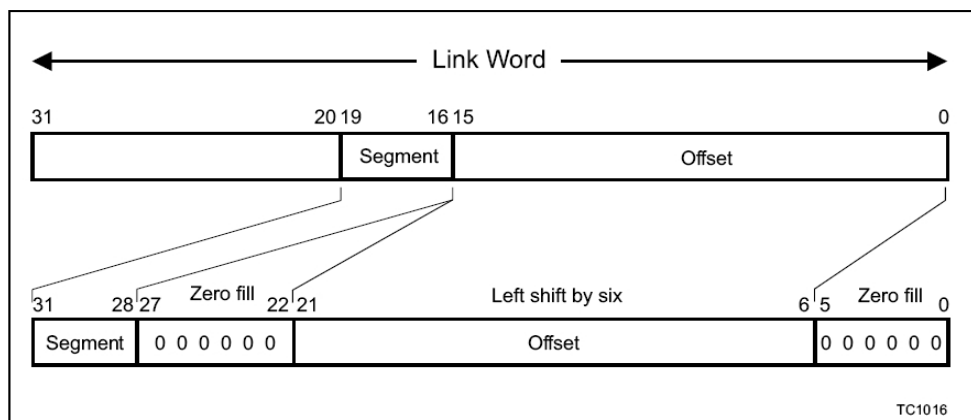 Link Word
31 20 19 16 15 0
Segment Offset
Zero fill Left shift by six Zero fill
31 28 27 22 21 6 5 0
Segment 0 0 0 0 0 0 Offset 0 0 0 0 0 0
TC1016